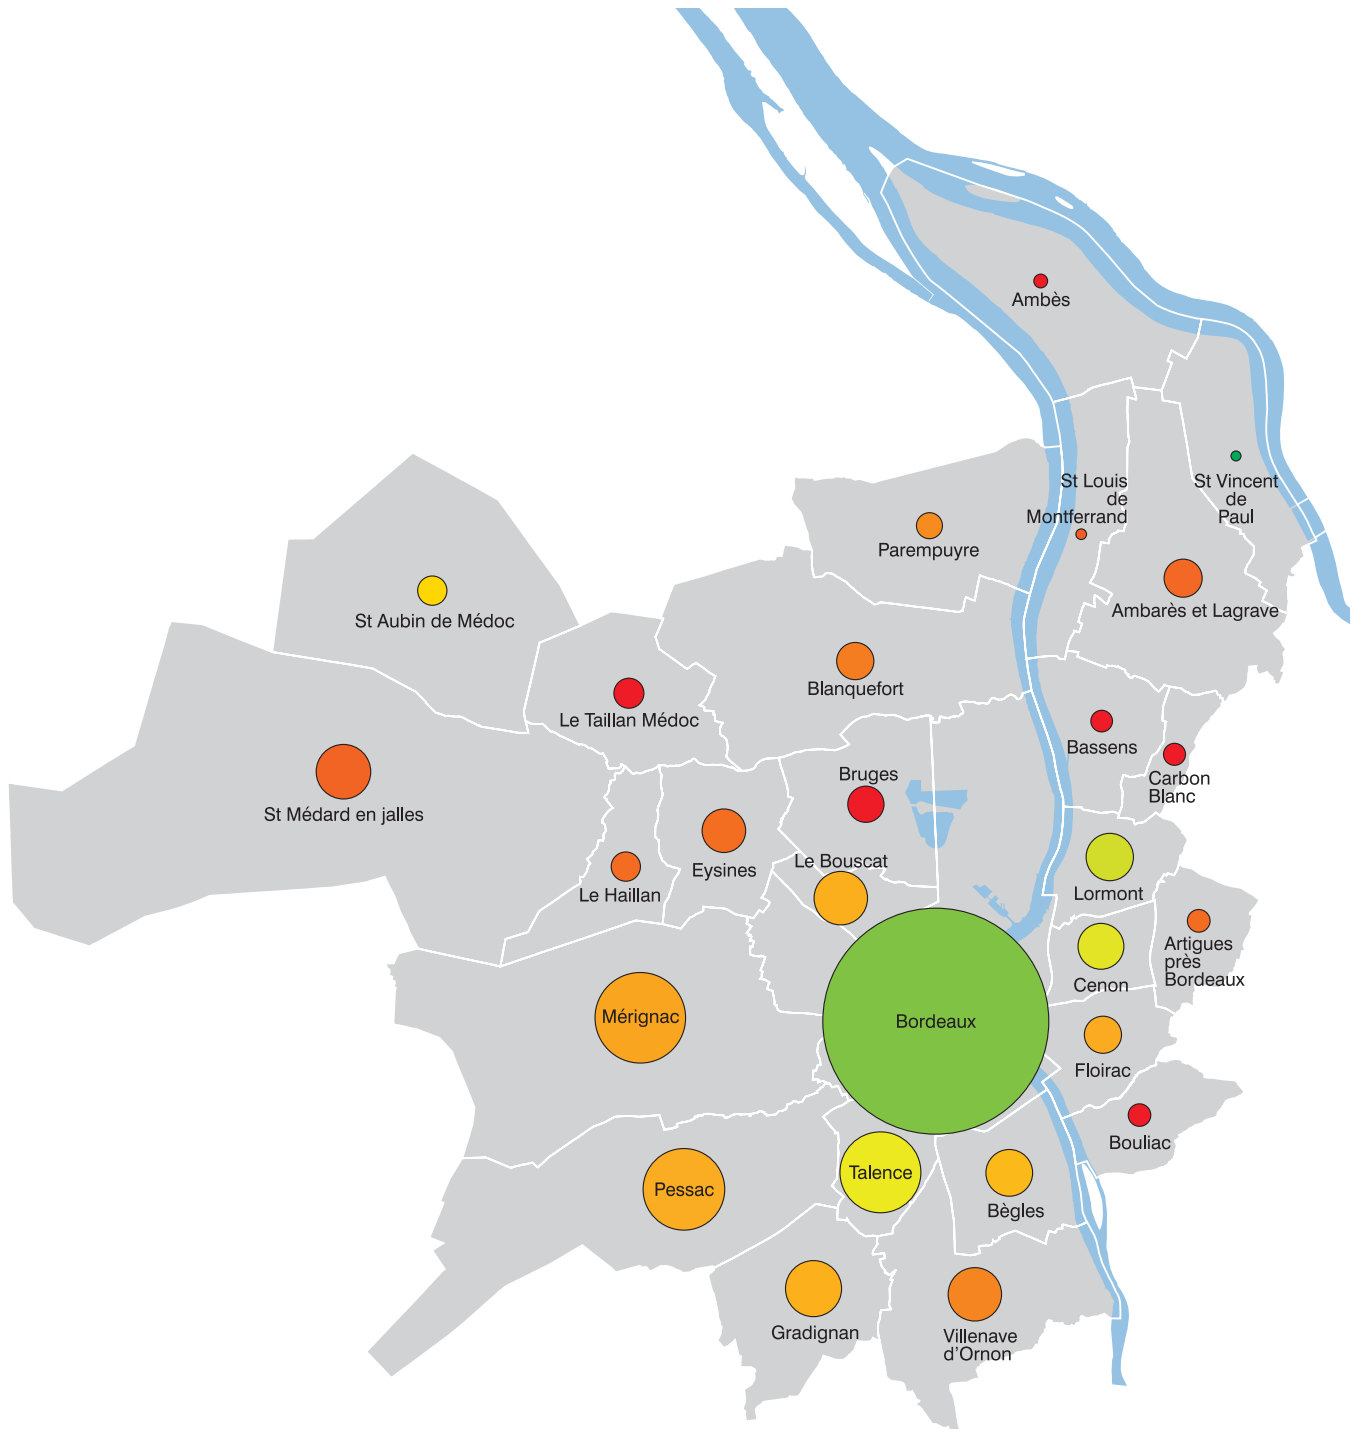 Ambès
St Louis
de
Montferrand
St Vincent
de
Paul
Parempuyre
Ambarès et Lagrave
St Aubin de Médoc
Blanquefort
Le Taillan Médoc
Bassens
Carbon
Blanc
St Médard en jalles
Bruges
Eysines
Le Bouscat
Le Haillan
Lormont
Artigues
près
Bordeaux
Cenon
Mérignac
Bordeaux
Floirac
Bouliac
Pessac
Talence
Bègles
Gradignan
Villenave
d'Ornon